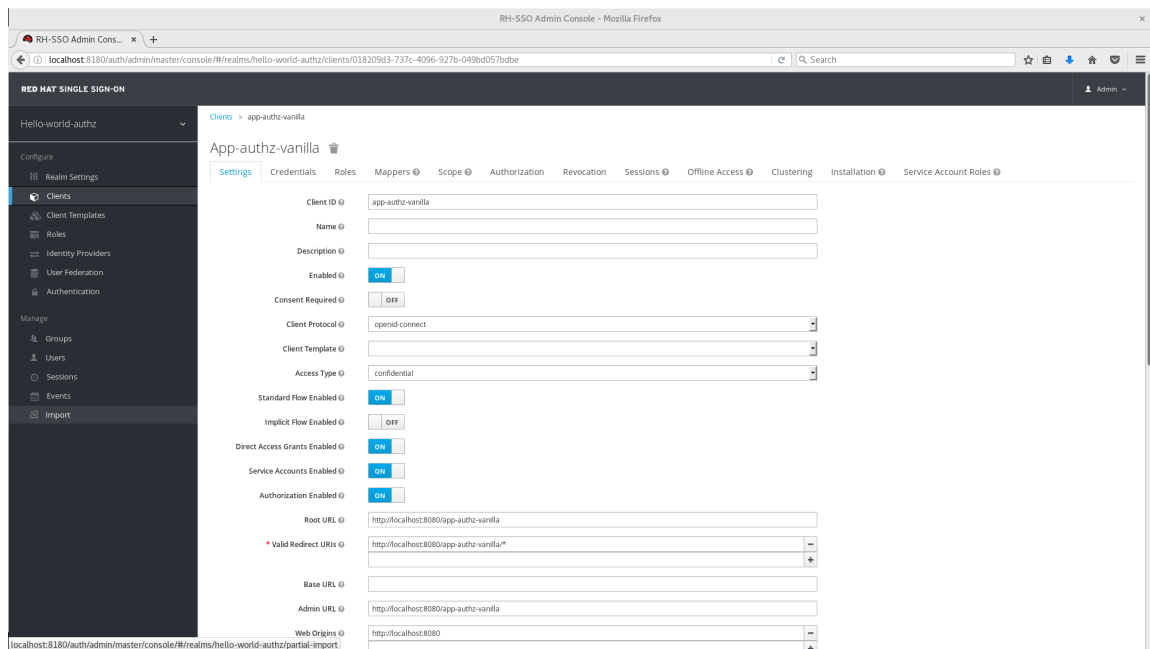 RH-SSO Admin Console - Mozilla Firefox
RH-SSO Admin Cons...
localhost:8180/auth/admin/master/console/#/realms/hello-world-authz/clients/018209d3-737c-4096-927b-049bd057bdbe
Search
RED HAT SINGLE SIGN-ON
Admin
Hello-world-authz
Clients » app-authz-vanilla
App-authz-vanilla
Settings Credentials Roles Mappers Scope Authorization Revocation Sessions Offline Access Clustering Installation Service Account Roles
Configure
Realm Settings
Clients
Client Templates
Roles
Identity Providers
User Federation
Authentication
Manage
Groups
Users
Sessions
Events
Import
Client ID app-authz-vanilla
Name
Description
Enabled ON
Consent Required OFF
Client Protocol openid-connect
Client Template
Access Type confidential
Standard Flow Enabled ON
Implicit Flow Enabled OFF
Direct Access Grants Enabled ON
Service Accounts Enabled ON
Authorization Enabled ON
Root URL http://localhost:8080/app-authz-vanilla
* Valid Redirect URIs http://localhost:8080/app-authz-vanilla/*
Base URL
Admin URL http://localhost:8080/app-authz-vanilla
Web Origins http://localhost:8080
localhost:8180/auth/admin/master/console/#/realms/hello-world-authz/partial-import